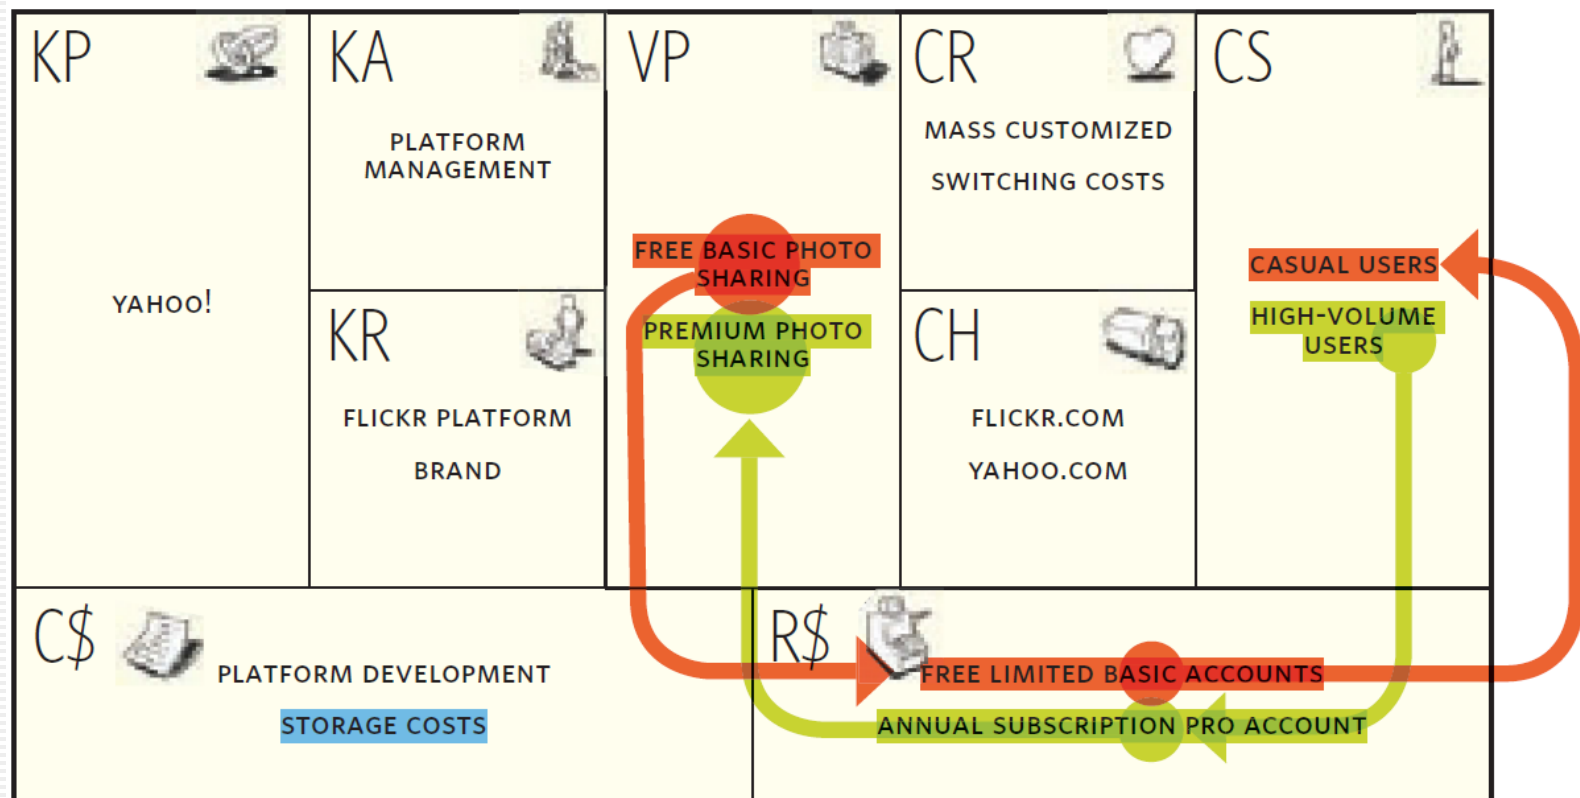 KP
YAHOO!
KA
PLATFORM
MANAGEMENT
KR
FLICKR PLATFORM
BRAND
VP
FREE BASIC PHOTO
SHARING
PREMIUM PHOTO
SHARING
CR
MASS CUSTOMIZED
SWITCHING COSTS
CH
FLICKR.COM
YAHOO.COM
CS
CASUAL USERS
HIGH-VOLUME
USERS
C$
PLATFORM DEVELOPMENT
STORAGE COSTS
R$
FREE LIMITED BASIC ACCOUNTS
ANNUAL SUBSCRIPTION PRO ACCOUNT